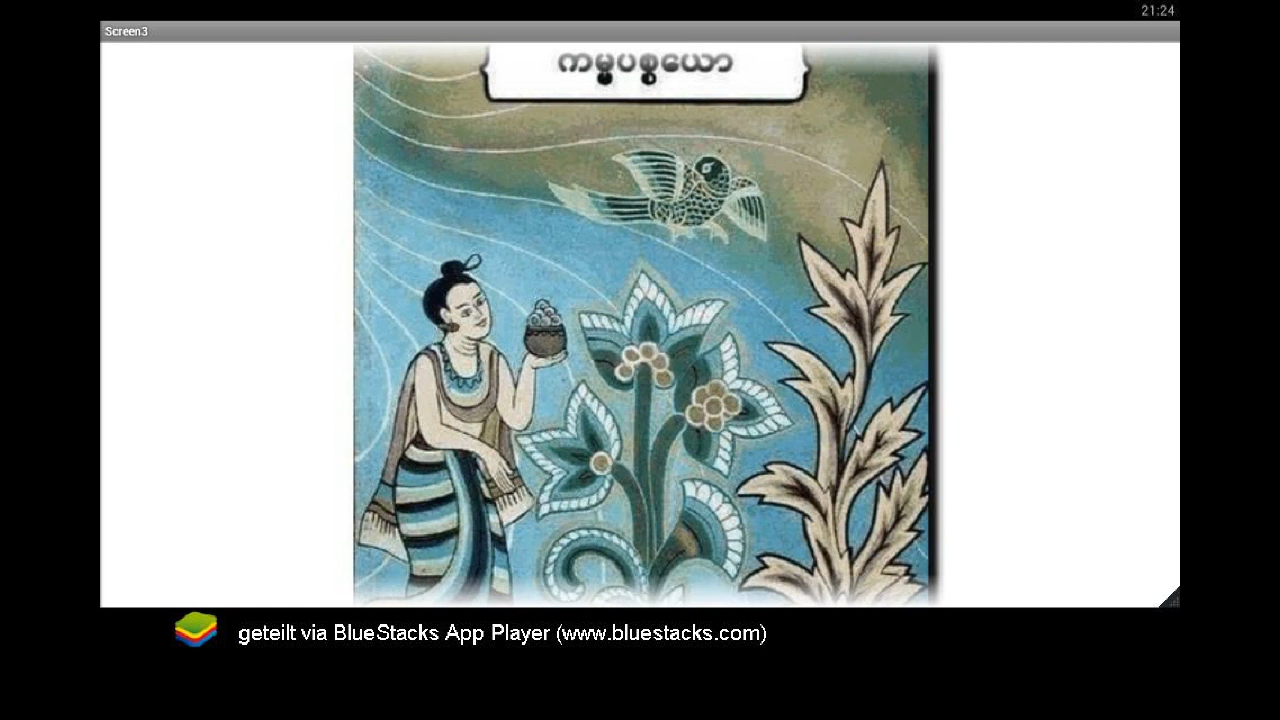 21:24
Screen3
ကမ္မပစ္စယော
geteilt via BlueStacks App Player (www.bluestacks.com)